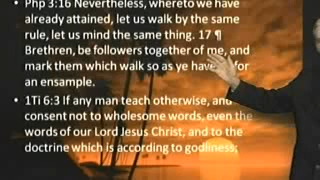 • Php 3:16 Nevertheless, whereto we have
already attained, let us walk by the same
rule, let us mind the same thing. 17 ¶
Brethren, be followers together of me, and
mark them which walk so as ye have for
an ensample.
• 1Ti 6:3 If any man teach otherwise, and
consent not to wholesome words, even the
words of our Lord Jesus Christ, and to the
doctrine which is according to godliness;